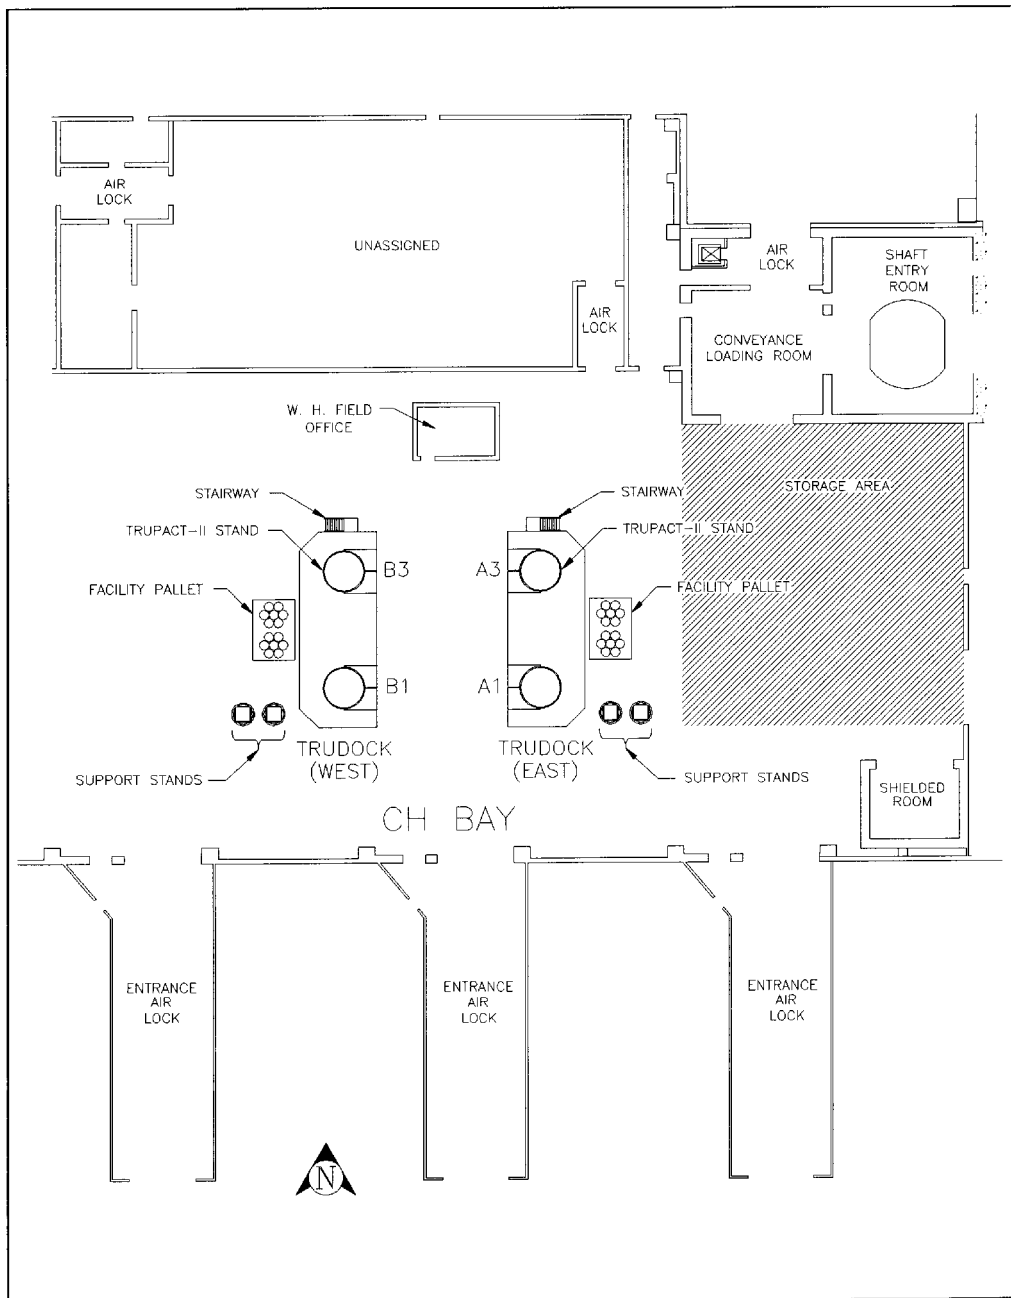 AIR
LOCK
UNASSIGNED
AIR
LOCK
SHAFT
ENTRY
ROOM
AIR
LOCK
CONVEYANCE
LOADING ROOM
W. H. FIELD
OFFICE
STORAGE AREA
STAIRWAY
STAIRWAY
TRUPACT-II STAND
TRUPACT-II STAND
B3
A3
FACILITY PALLET
FACILITY PALLET
B1
A1
TRUDOCK
(WEST)
TRUDOCK
(EAST)
SUPPORT STANDS
SUPPORT STANDS
SHIELDED
ROOM
CH BAY
ENTRANCE
AIR
LOCK
ENTRANCE
AIR
LOCK
ENTRANCE
AIR
LOCK
N